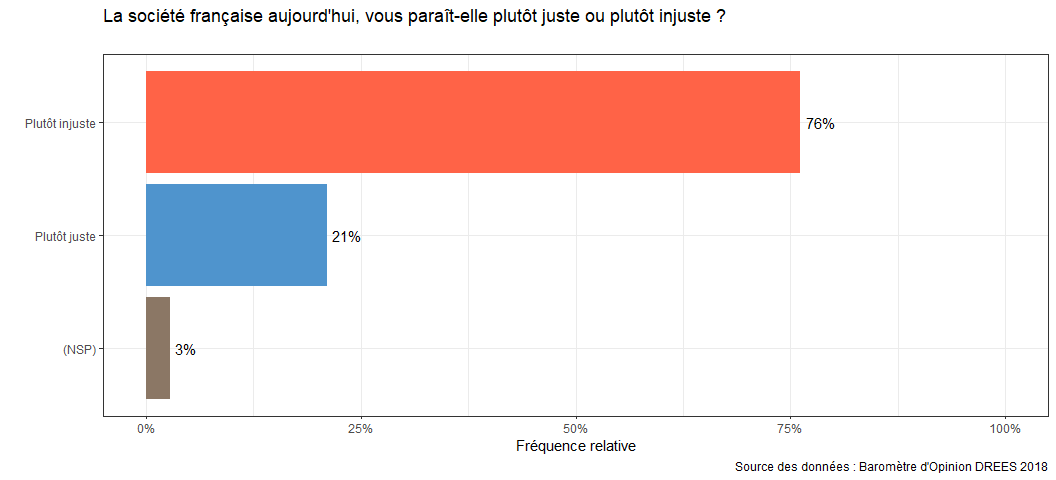 La société française aujourd'hui, vous paraît-elle plutôt juste ou plutôt injuste ?
Plutôt injuste
76%
Plutôt juste
21%
(NSP)
3%
0%
25%
50%
75%
100%
Fréquence relative
Source des données : Baromètre d'Opinion DREES 2018